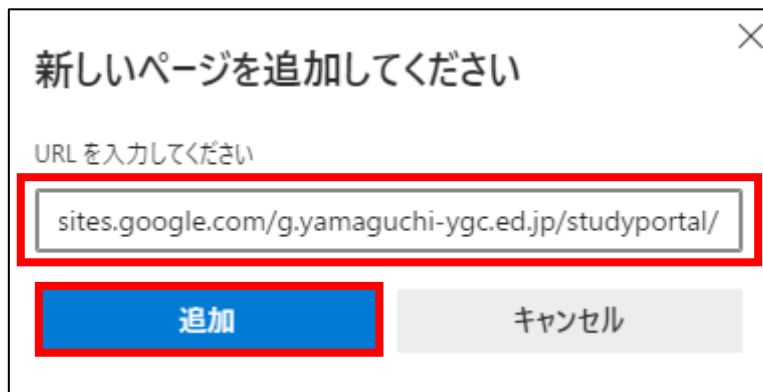 新しいページを追加してください
URL を入力してください
sites.google.com/g.yamaguchi-ygc.ed.jp/studyportal/
追加
キャンセル